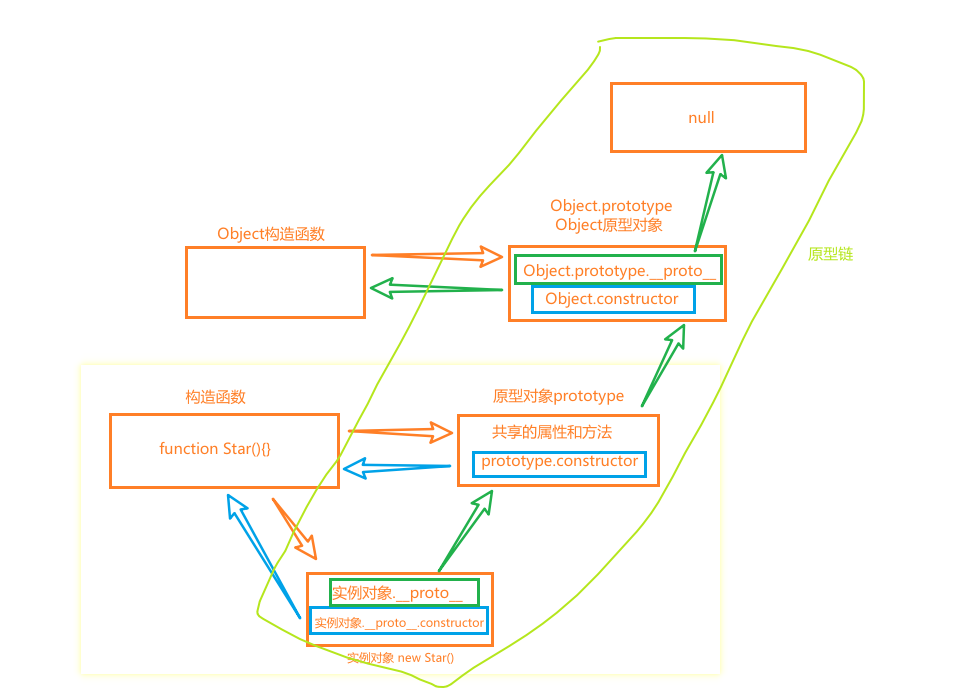 null
Object.prototype
Object原型对象
Object构造函数
原型链
Object.prototype.__proto__
Object.constructor
构造函数
原型对象prototype
共享的属性和方法
function Star(){}
prototype.constructor
实例对象.__proto__
实例对象.__proto__.constructor
实例对象 new Star()